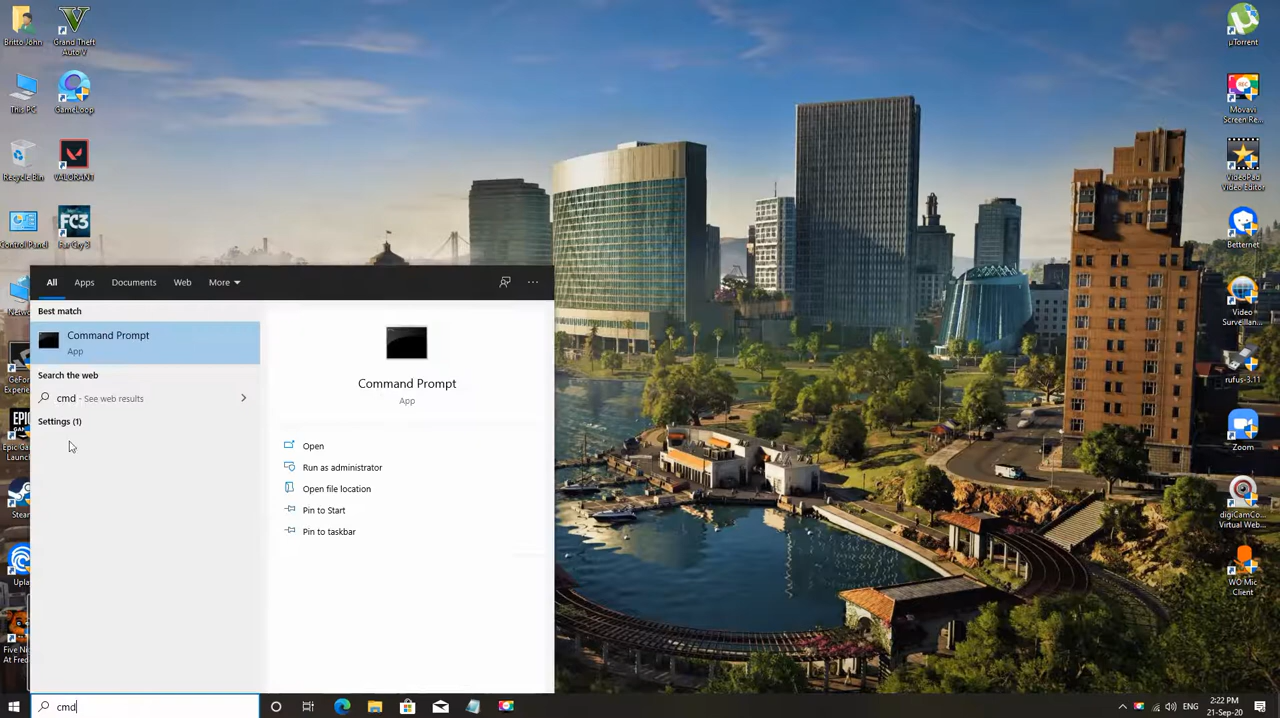 Britto John
Grand Theft
Auto V
This PC
GameLoop
Recycle Bin
VALORANT
Control Panel
FC3
Far Cry 3
µTorrent
REC
Movavi
Screen Re...
VideoPad
Video Editor
Betternet
Video
Surveillan...
rufus-3.11
Zoom
digiCamCo...
Virtual Web...
WO Mic
Client
All
Apps
Documents
Web
More
Best match
Command Prompt
App
Search the web
cmd - See web results
Settings (1)
Command Prompt
App
Open
Run as administrator
Open file location
Pin to Start
Pin to taskbar
cmd
2:22 PM
21-Sep-20
ENG